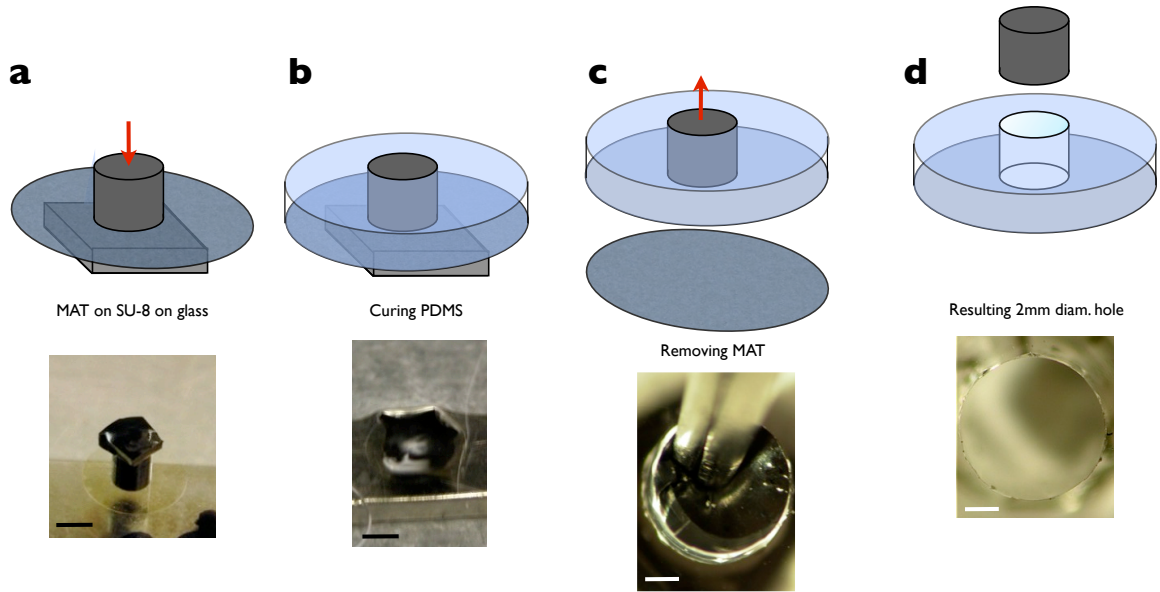 a
b
c
d
MAT on SU-8 on glass
Curing PDMS
Removing MAT
Resulting 2mm diam. hole